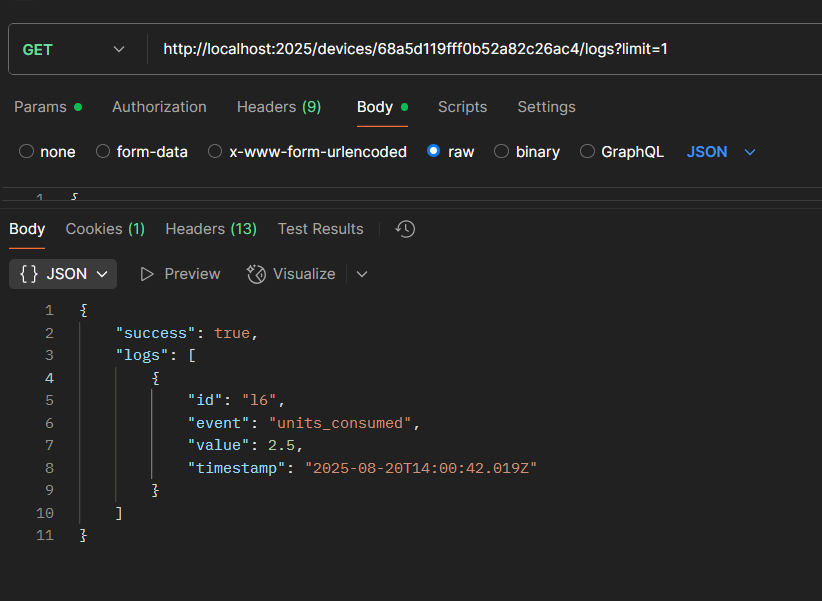 GET http://localhost:2025/devices/68a5d119fff0b52a82c26ac4/logs?limit=1
Params Authorization Headers (9) Body Scripts Settings
none form-data x-www-form-urlencoded raw binary GraphQL JSON
1 {
Body Cookies (1) Headers (13) Test Results
{} JSON Preview Visualize
1 {
2 "success": true,
3 "logs": [
4 {
5 "id": "l6",
6 "event": "units_consumed",
7 "value": 2.5,
8 "timestamp": "2025-08-20T14:00:42.019Z"
9 }
10 ]
11 }